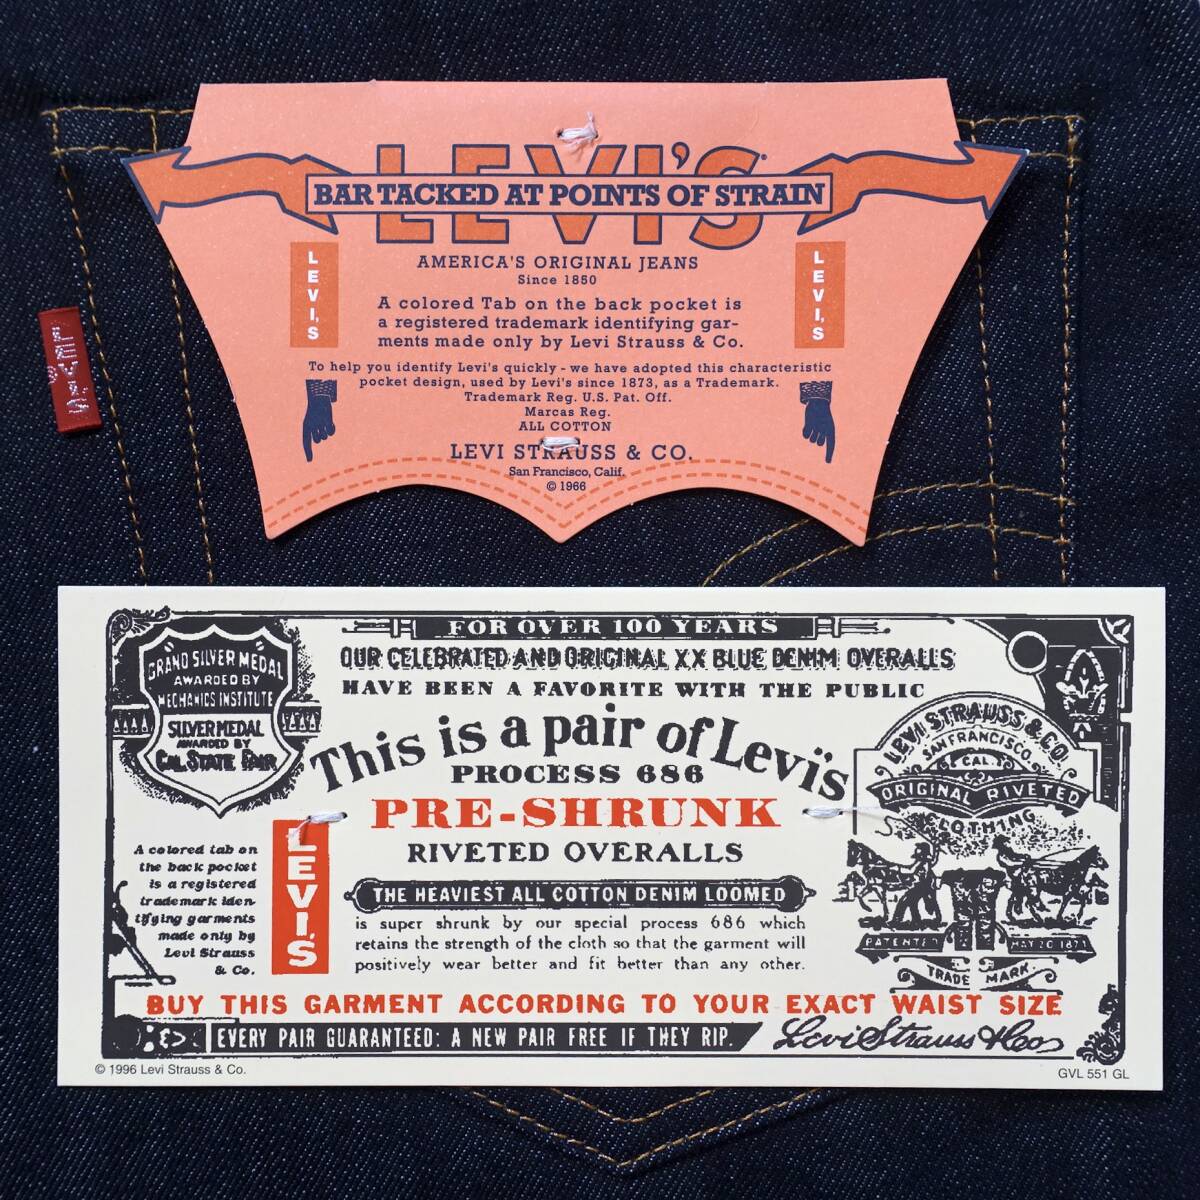 LEVI'S
BAR TACKED AT POINTS OF STRAIN
LEVI'S
LEVI'S
AMERICA'S ORIGINAL JEANS
Since 1850
A colored Tab on the back pocket is
a registered trademark identifying gar-
ments made only by Levi Strauss & Co.
To help you identify Levi's quickly - we have adopted this characteristic
pocket design, used by Levi's since 1873, as a Trademark.
Trademark Reg. U.S. Pat. Off.
Marcas Reg.
ALL COTTON
LEVI STRAUSS & CO.
San Francisco, Calif.
© 1966
LEVI'S
FOR OVER 100 YEARS
OUR CELEBRATED AND ORIGINAL XX BLUE DENIM OVERALLS
HAVE BEEN A FAVORITE WITH THE PUBLIC
GRAND SILVER MEDAL
AWARDED BY
MECHANICS INSTITUTE
SILVER MEDAL
AWARDED BY
CAL. STATE FAIR
This is a pair of Levi's
PROCESS 686
PRE-SHRUNK
RIVETED OVERALLS
THE HEAVIEST ALL COTTON DENIM LOOMED
is super shrunk by our special process 686 which
retains the strength of the cloth so that the garment will
positively wear better and fit better than any other.
A colored tab on
the back pocket
is a registered
trademark iden-
tifying garments
made only by
Levi Strauss
& Co.
LEVI'S
LEVI STRAUSS & CO.
SAN FRANCISCO,
CAL.
ORIGINAL RIVETED
CLOTHING
PATENTED
MAY 20 1873
TRADE MARK
BUY THIS GARMENT ACCORDING TO YOUR EXACT WAIST SIZE
EVERY PAIR GUARANTEED: A NEW PAIR FREE IF THEY RIP.
Levi Strauss & Co
© 1996 Levi Strauss & Co.
GVL 551 GL